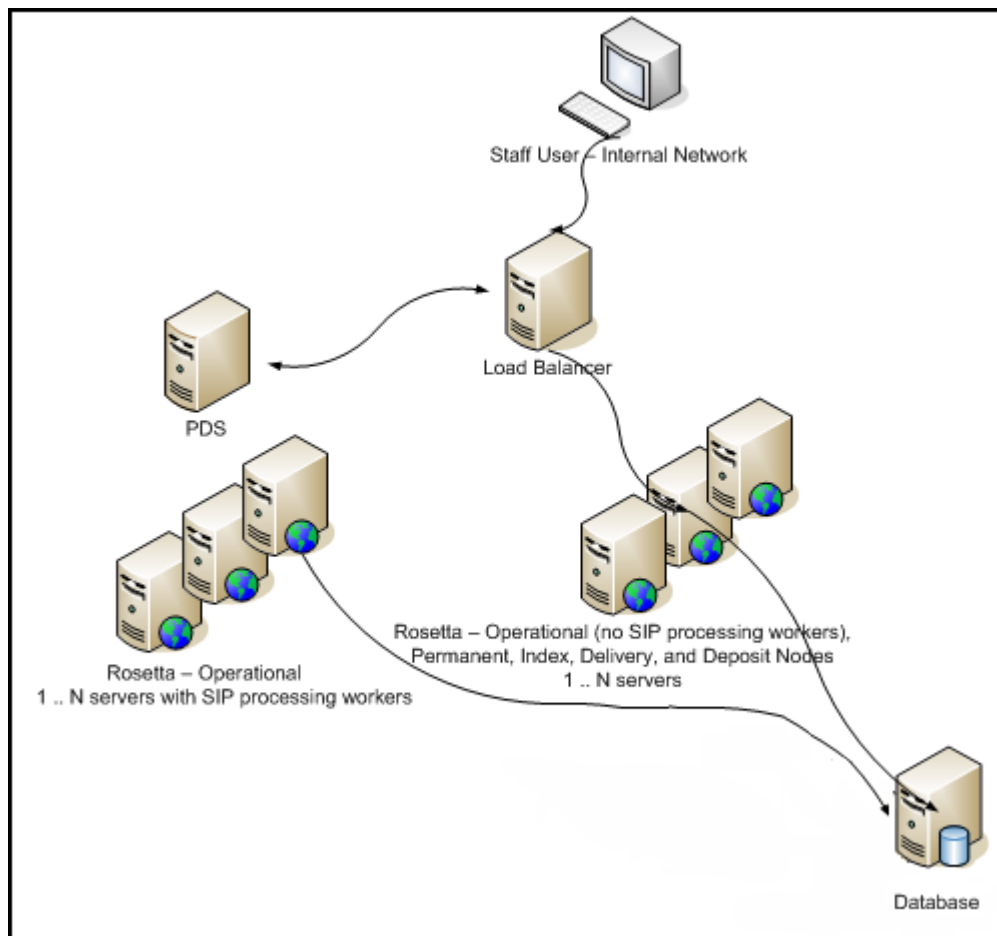 Staff User – Internal Network
Load Balancer
PDS
Rosetta – Operational (no SIP processing workers),
Permanent, Index, Delivery, and Deposit Nodes
1 .. N servers
Rosetta – Operational
1 .. N servers with SIP processing workers
Database